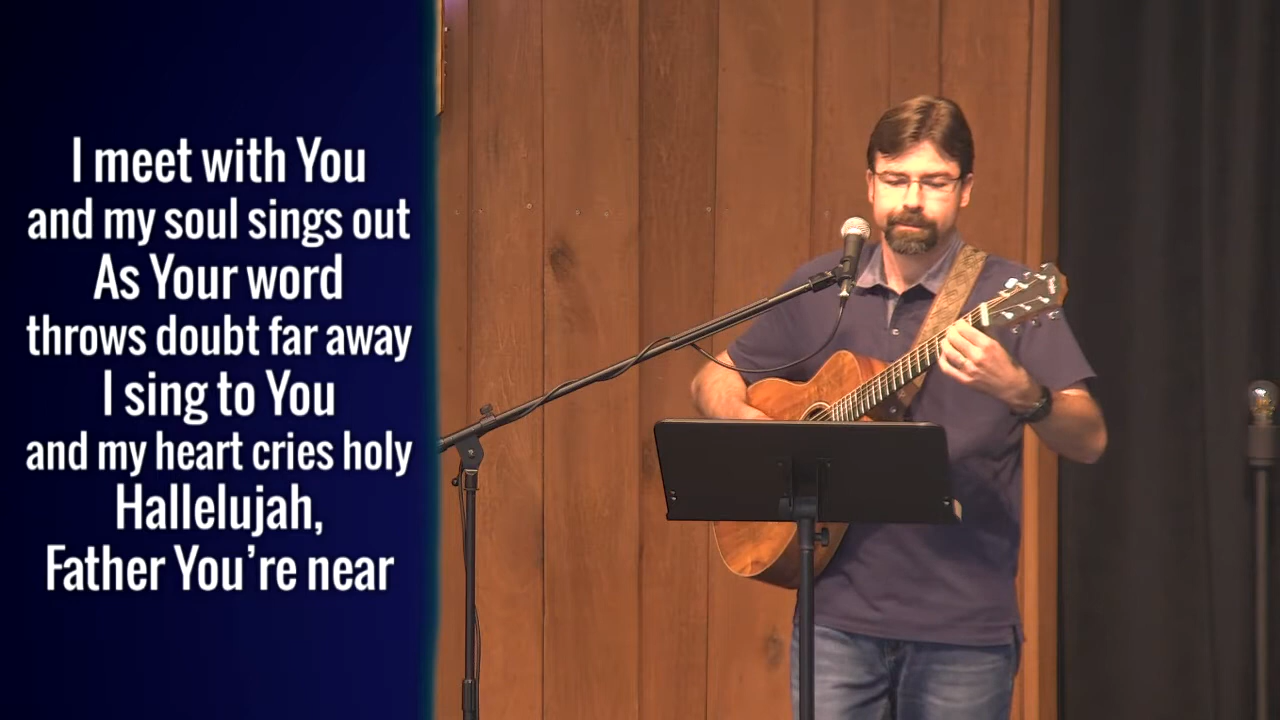 I meet with You
and my soul sings out
As Your word
throws doubt far away
I sing to You
and my heart cries holy
Hallelujah,
Father You're near